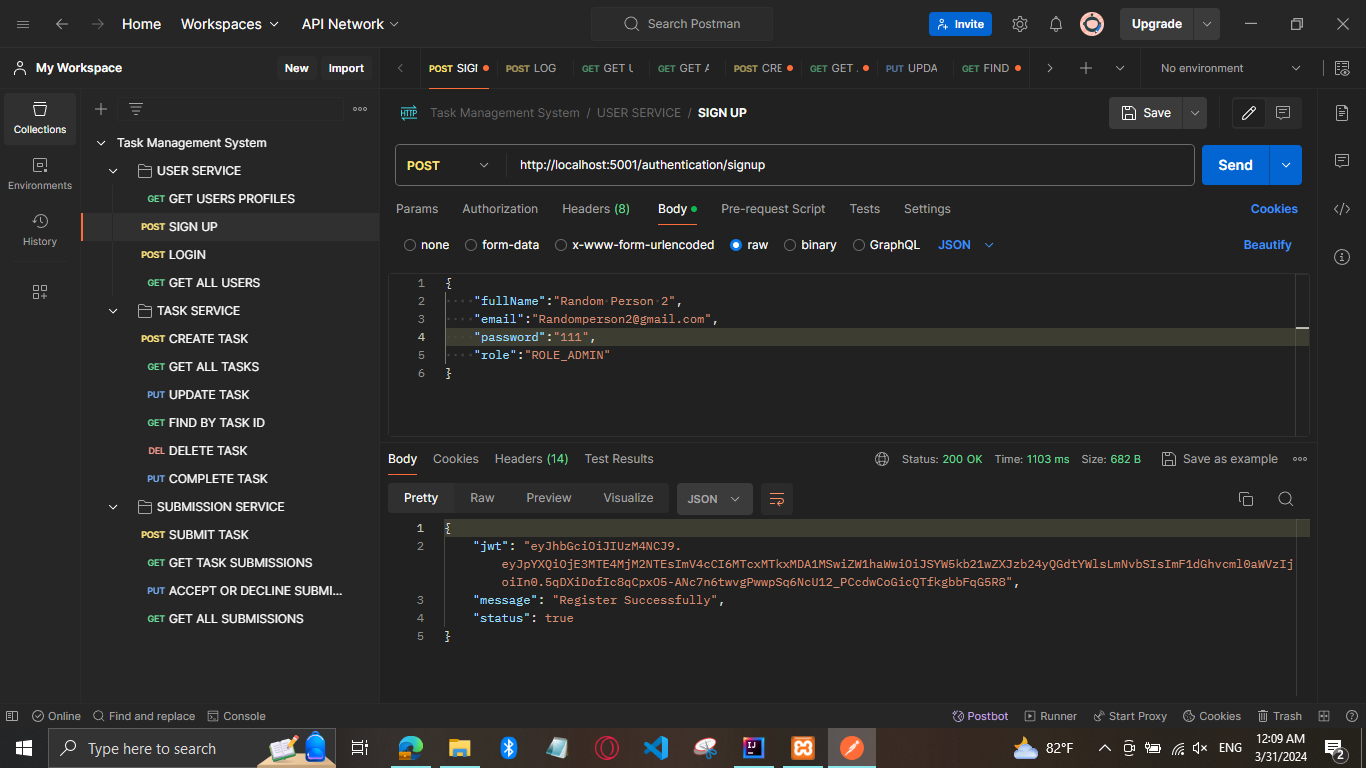 Home Workspaces API Network Search Postman Invite Upgrade
My Workspace New Import POST SIGN POST LOG GET U GET A POST CRE GET . PUT UPDA GET FIND No environment
Collections
Environments
History
Task Management System
USER SERVICE
GET GET USERS PROFILES
POST SIGN UP
POST LOGIN
GET GET ALL USERS
TASK SERVICE
POST CREATE TASK
GET GET ALL TASKS
PUT UPDATE TASK
GET FIND BY TASK ID
DEL DELETE TASK
PUT COMPLETE TASK
SUBMISSION SERVICE
POST SUBMIT TASK
GET GET TASK SUBMISSIONS
PUT ACCEPT OR DECLINE SUBMI...
GET GET ALL SUBMISSIONS
HTTP Task Management System / USER SERVICE / SIGN UP Save
POST http://localhost:5001/authentication/signup Send
Params Authorization Headers (8) Body Pre-request Script Tests Settings Cookies
none form-data x-www-form-urlencoded raw binary GraphQL JSON Beautify
1 {
2 "fullName":"Random Person 2",
3 "email":"Randomperson2@gmail.com",
4 "password":"111",
5 "role":"ROLE_ADMIN"
6 }
Body Cookies Headers (14) Test Results Status: 200 OK Time: 1103 ms Size: 682 B Save as example
Pretty Raw Preview Visualize JSON
1 {
2 "jwt": "eyJhbGciOiJIUzM4NCJ9.
eyJpYXQiOjE3MTE4MjM2NTEsImV4cCI6MTcxMTkxMDA1MSwiZW1haWwiOiJSYW5kb21wZXJzb24yQGdtYWlsLmNvbSIsImF1dGhvcml0aWVzIj
oiIn0.5qDXiDofIc8qCpxO5-ANc7n6twvgPwwpSq6NcU12_PCcdwCoGicQTfkgbbFqG5R8",
3 "message": "Register Successfully",
4 "status": true
5 }
Online Find and replace Console Postbot Runner Start Proxy Cookies Trash
Type here to search 82°F ENG 12:09 AM
3/31/2024
2